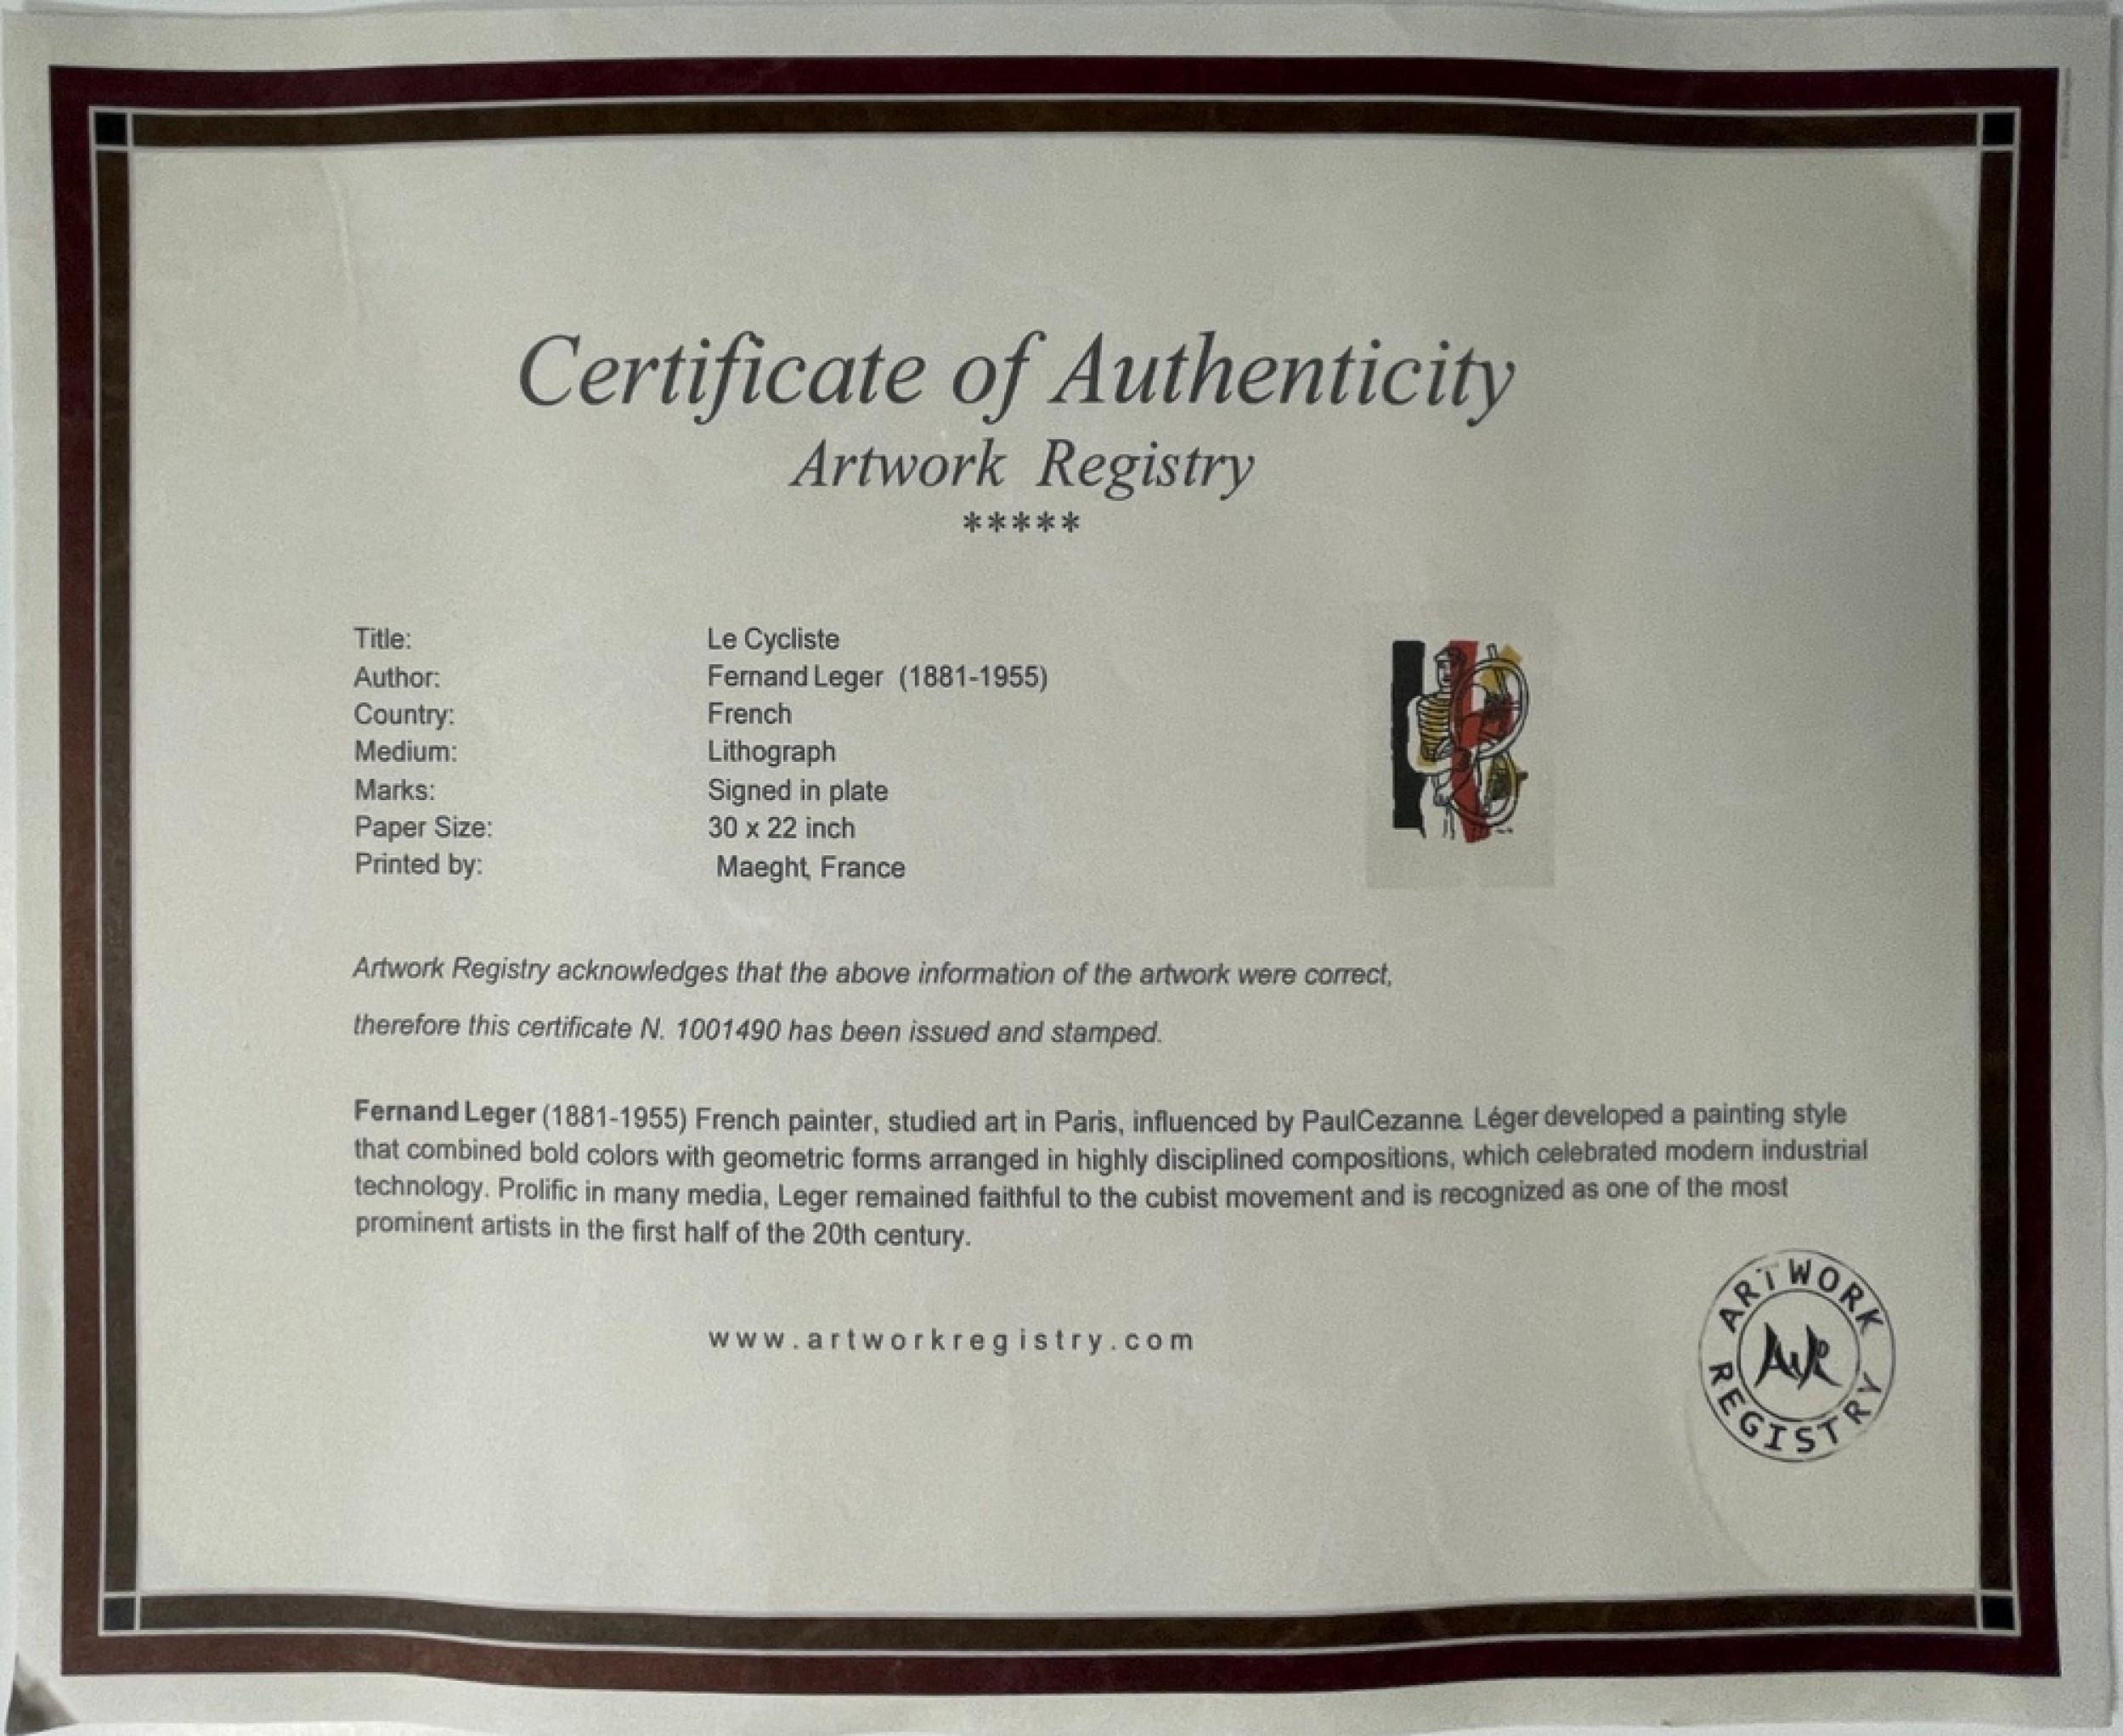 Certificate of Authenticity
Artwork Registry
*****
Title: Le Cycliste
Author: Fernand Leger (1881-1955)
Country: French
Medium: Lithograph
Marks: Signed in plate
Paper Size: 30 x 22 inch
Printed by: Maeght, France
Artwork Registry acknowledges that the above information of the artwork were correct,
therefore this certificate N. 1001490 has been issued and stamped.
Fernand Leger (1881-1955) French painter, studied art in Paris, influenced by PaulCezanne. Léger developed a painting style
that combined bold colors with geometric forms arranged in highly disciplined compositions, which celebrated modern industrial
technology. Prolific in many media, Leger remained faithful to the cubist movement and is recognized as one of the most
prominent artists in the first half of the 20th century.
www.artworkregistry.com
ARTWORK REGISTRY
AWR